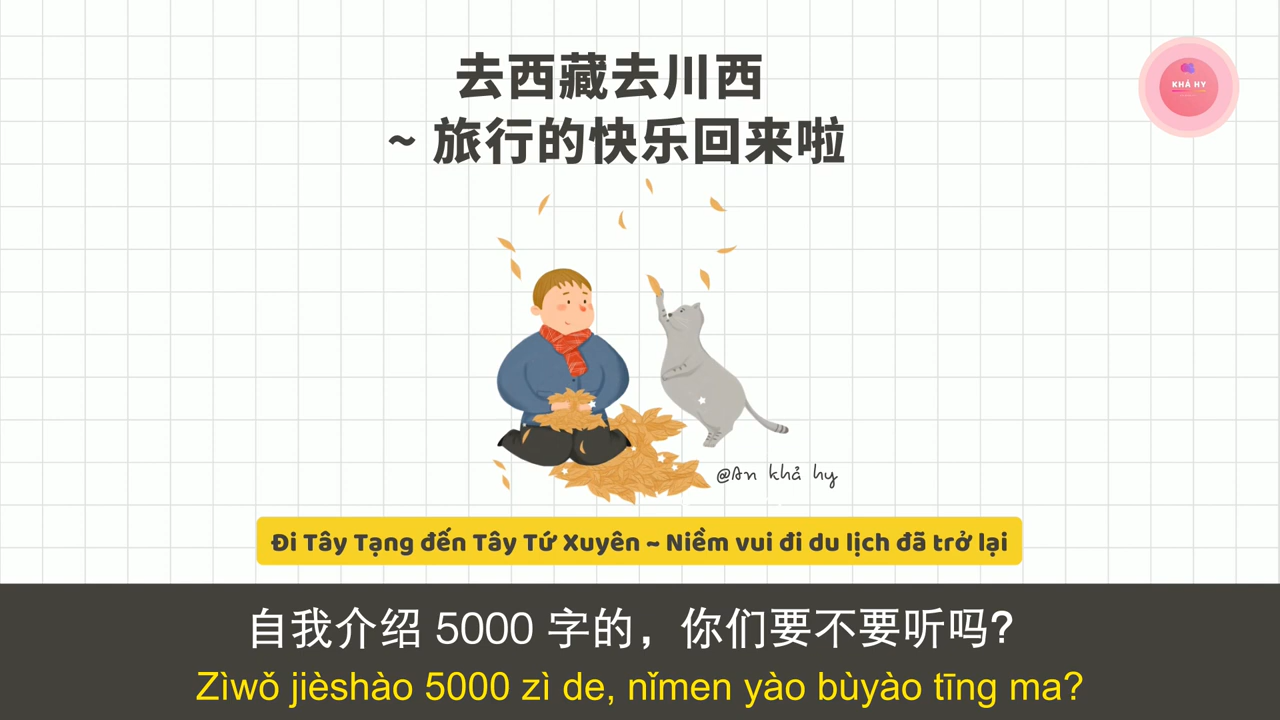 去西藏去川西
~ 旅行的快乐回来啦
KHẢ HY
@An khả hy
Đi Tây Tạng đến Tây Tứ Xuyên ~ Niềm vui đi du lịch đã trở lại
自我介绍 5000 字的，你们要不要听吗？
Zìwǒ jièshào 5000 zì de, nǐmen yào bùyào tīng ma?